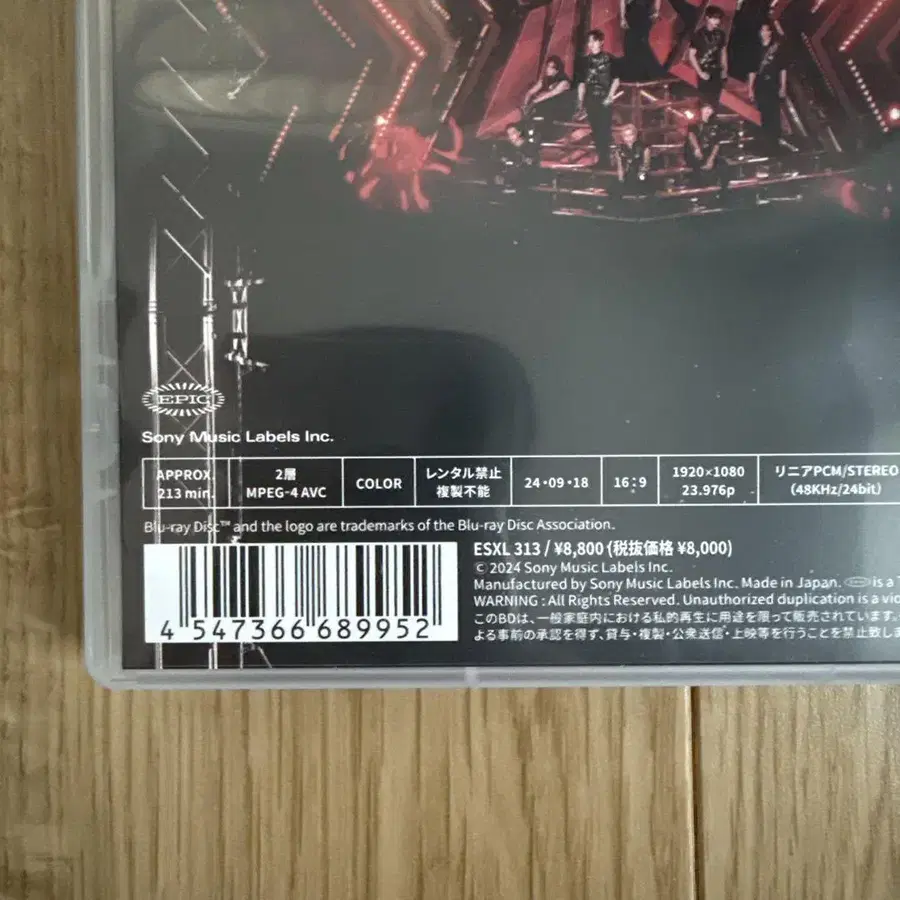 EPIC
Sony Music Labels Inc.
APPROX. 213 min.
2層 MPEG-4 AVC
COLOR
レンタル禁止 複製不能
24・09・18
16:9
1920×1080 23.976p
リニアPCM/STEREO (48KHz/24bit)
Blu-ray Disc™ and the logo are trademarks of the Blu-ray Disc Association.
ESXL 313 / ¥8,800 (税抜価格 ¥8,000)
© 2024 Sony Music Labels Inc.
Manufactured by Sony Music Labels Inc. Made in Japan. EPIC is a
WARNING : All Rights Reserved. Unauthorized duplication is a
このBDは、一般家庭内における私的再生に用途を限って販売されています。
よる事前の承認を得ず、貸与・複製・公衆送信・上映等を行うことを禁止致し
4 547366 689952